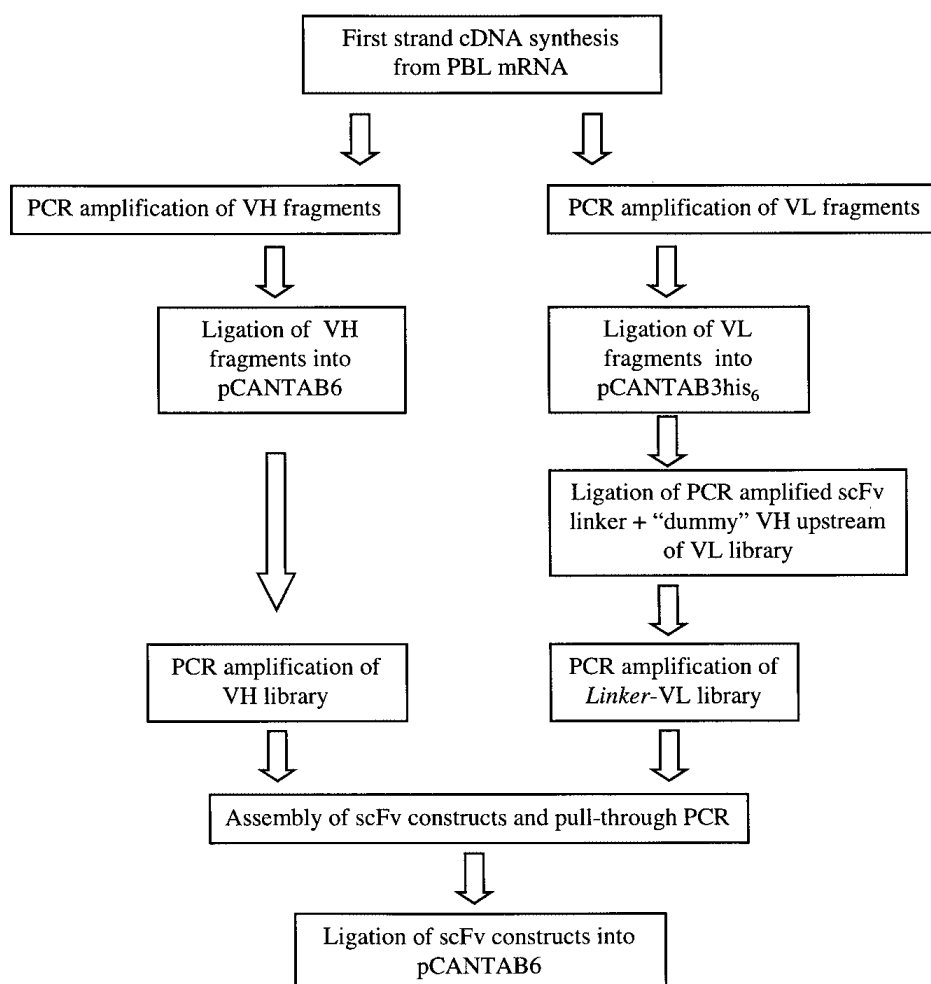 First strand cDNA synthesis
from PBL mRNA
PCR amplification of VH fragments
PCR amplification of VL fragments
Ligation of VH
fragments into
pCANTAB6
Ligation of VL
fragments into
pCANTAB3his₆
Ligation of PCR amplified scFv
linker + “dummy” VH upstream
of VL library
PCR amplification of
VH library
PCR amplification of
Linker-VL library
Assembly of scFv constructs and pull-through PCR
Ligation of scFv constructs into
pCANTAB6